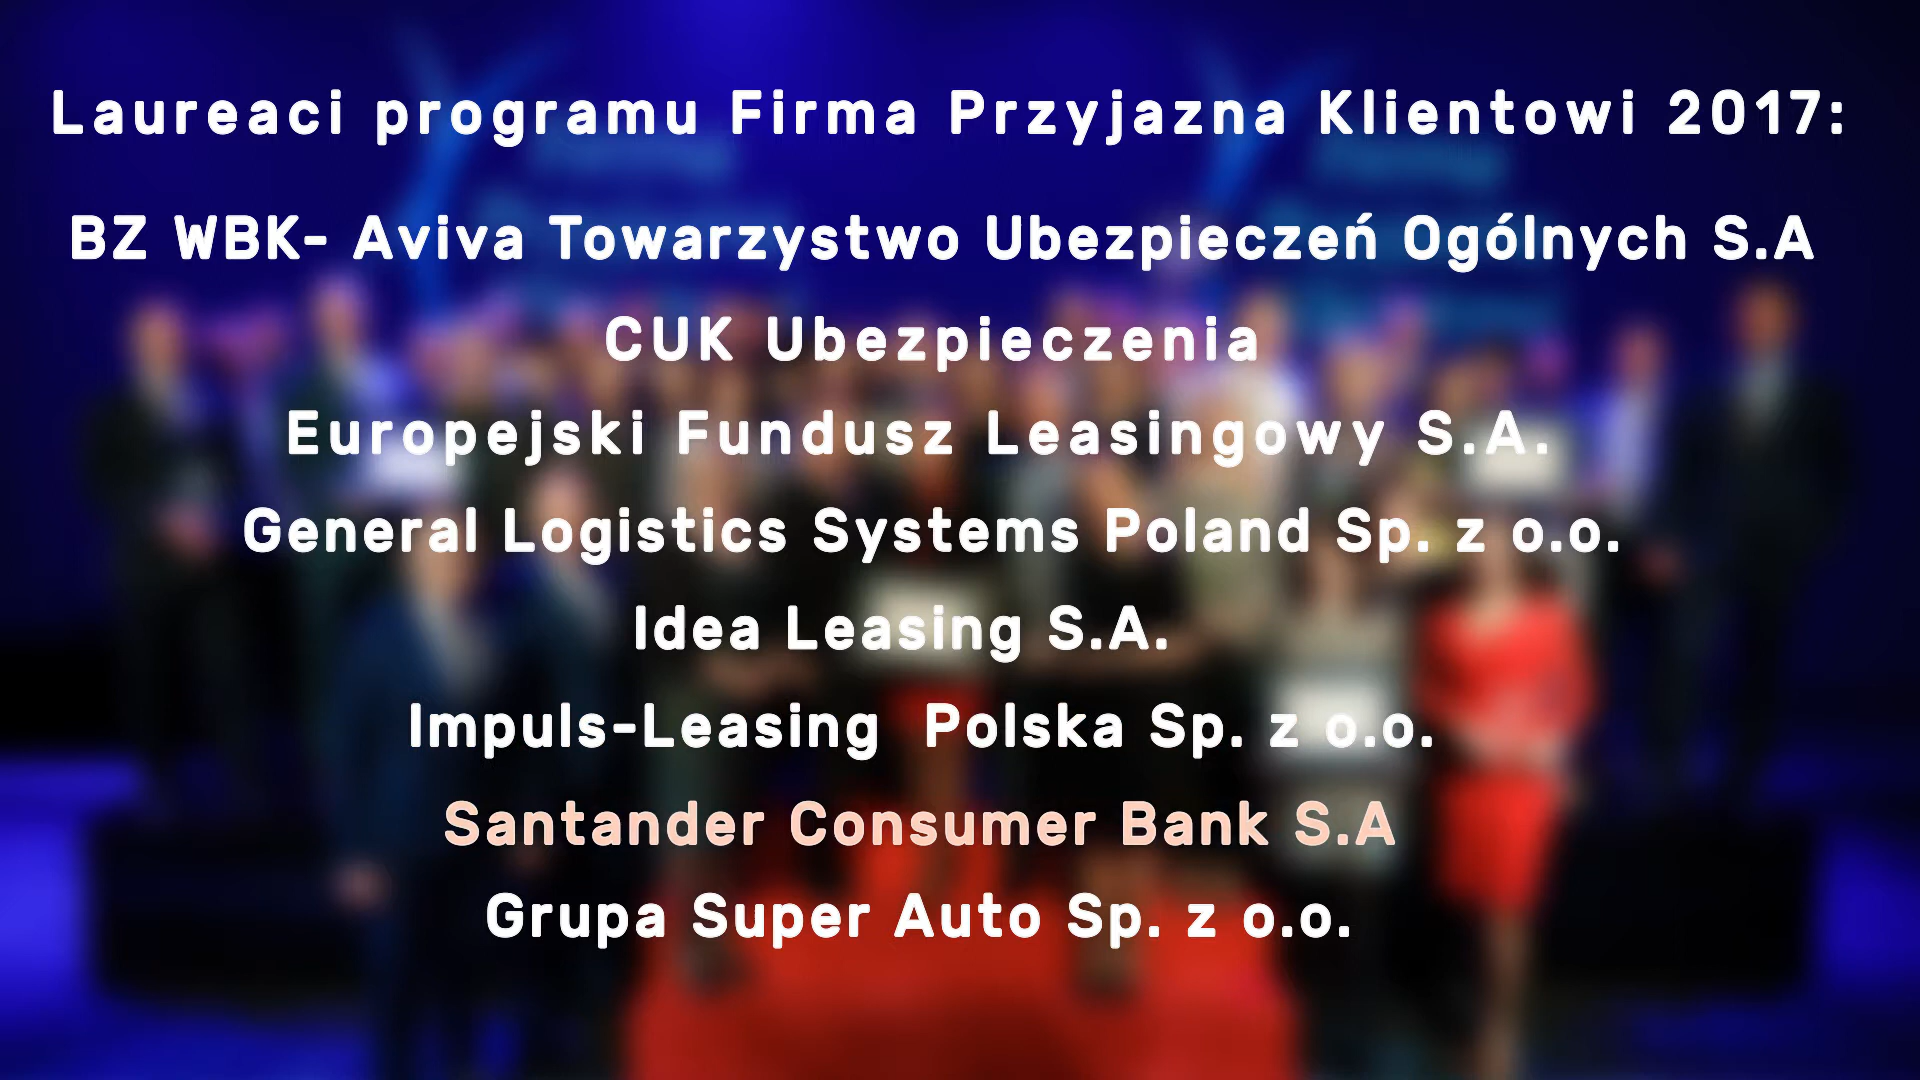 Laureaci programu Firma Przyjazna Klientowi 2017:
BZ WBK- Aviva Towarzystwo Ubezpieczeń Ogólnych S.A
CUK Ubezpieczenia
Europejski Fundusz Leasingowy S.A.
General Logistics Systems Poland Sp. z o.o.
Idea Leasing S.A.
Impuls-Leasing  Polska Sp. z o.o.
Santander Consumer Bank S.A
Grupa Super Auto Sp. z o.o.